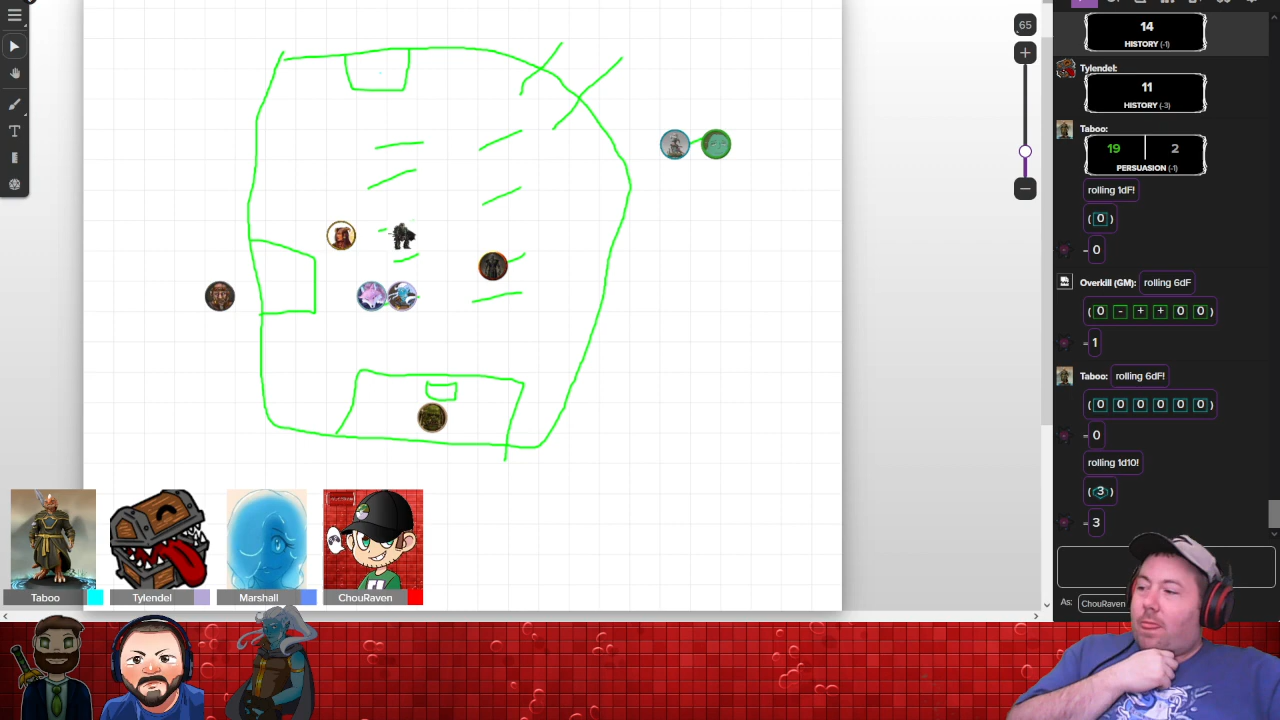 65
14
HISTORY (-1)
Tylendel:
11
HISTORY (-3)
Taboo:
19 2
PERSUASION (-1)
rolling 1dF!
(0)
=0
Overkill (GM): rolling 6dF
(0 - + + 0 0)
=1
Taboo: rolling 6dF!
(0 0 0 0 0 0)
=0
rolling 1d10!
(3)
=3
As: ChouRaven
Taboo
Tylendel
Marshall
ChouRaven